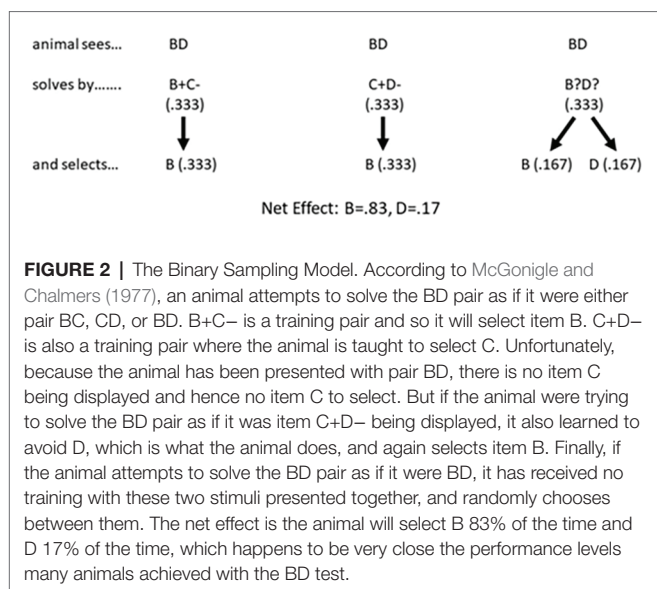 animal sees... BD BD BD
solves by....... B+C- C+D- B?D?
(.333) (.333) (.333)
and selects... B (.333) B (.333) B (.167) D (.167)
Net Effect: B=.83, D=.17
FIGURE 2 | The Binary Sampling Model. According to McGonigle and
Chalmers (1977), an animal attempts to solve the BD pair as if it were either
pair BC, CD, or BD. B+C− is a training pair and so it will select item B. C+D−
is also a training pair where the animal is taught to select C. Unfortunately,
because the animal has been presented with pair BD, there is no item C
being displayed and hence no item C to select. But if the animal were trying
to solve the BD pair as if it was item C+D− being displayed, it also learned to
avoid D, which is what the animal does, and again selects item B. Finally, if
the animal attempts to solve the BD pair as if it were BD, it has received no
training with these two stimuli presented together, and randomly chooses
between them. The net effect is the animal will select B 83% of the time and
D 17% of the time, which happens to be very close the performance levels
many animals achieved with the BD test.